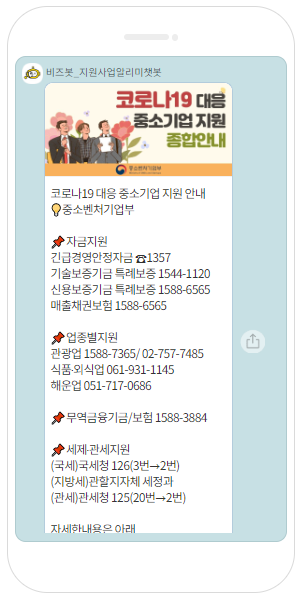 비즈봇_지원사업알리미챗봇
코로나19 대응
중소기업 지원
종합안내
중소벤처기업부
코로나19 대응 중소기업 지원 안내
중소벤처기업부
자금지원
긴급경영안정자금 ☎1357
기술보증기금 특례보증 1544-1120
신용보증기금 특례보증 1588-6565
매출채권보험 1588-6565
업종별지원
관광업 1588-7365/ 02-757-7485
식품·외식업 061-931-1145
해운업 051-717-0686
무역금융기금/보험 1588-3884
세제·관세지원
(국세)국세청 126(3번→2번)
(지방세)관할지자체 세정과
(관세)관세청 125(20번→2번)
자세한내용은 아래